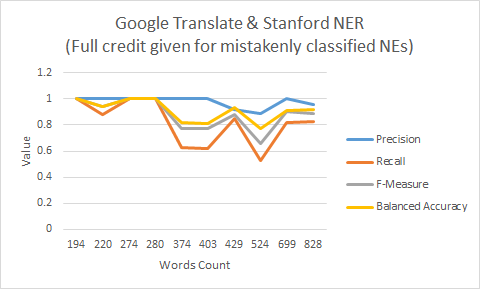 Google Translate & Stanford NER
(Full credit given for mistakenly classified NEs)
1.2
1
0.8
0.6
0.4
0.2
0
Value
194 220 274 280 374 403 429 524 699 828
Words Count
Precision
Recall
F-Measure
Balanced Accuracy